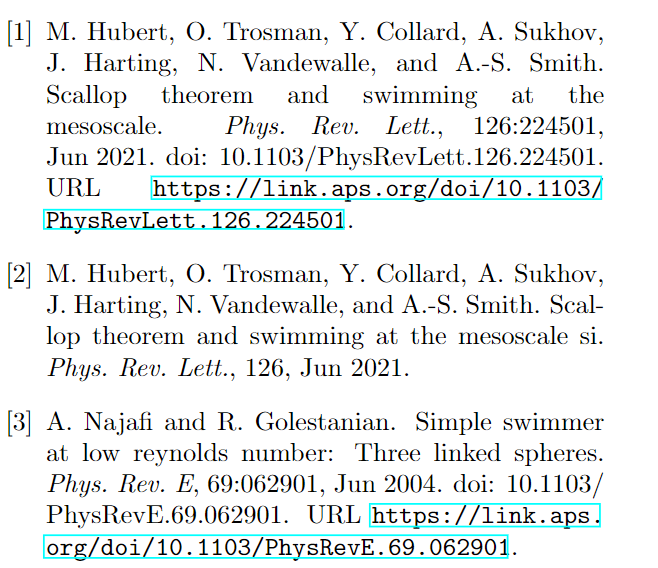 [1] M. Hubert, O. Trosman, Y. Collard, A. Sukhov,
J. Harting, N. Vandewalle, and A.-S. Smith.
Scallop theorem and swimming at the
mesoscale. Phys. Rev. Lett., 126:224501,
Jun 2021. doi: 10.1103/PhysRevLett.126.224501.
URL https://link.aps.org/doi/10.1103/
PhysRevLett.126.224501.
[2] M. Hubert, O. Trosman, Y. Collard, A. Sukhov,
J. Harting, N. Vandewalle, and A.-S. Smith. Scal-
lop theorem and swimming at the mesoscale si.
Phys. Rev. Lett., 126, Jun 2021.
[3] A. Najafi and R. Golestanian. Simple swimmer
at low reynolds number: Three linked spheres.
Phys. Rev. E, 69:062901, Jun 2004. doi: 10.1103/
PhysRevE.69.062901. URL https://link.aps.
org/doi/10.1103/PhysRevE.69.062901.